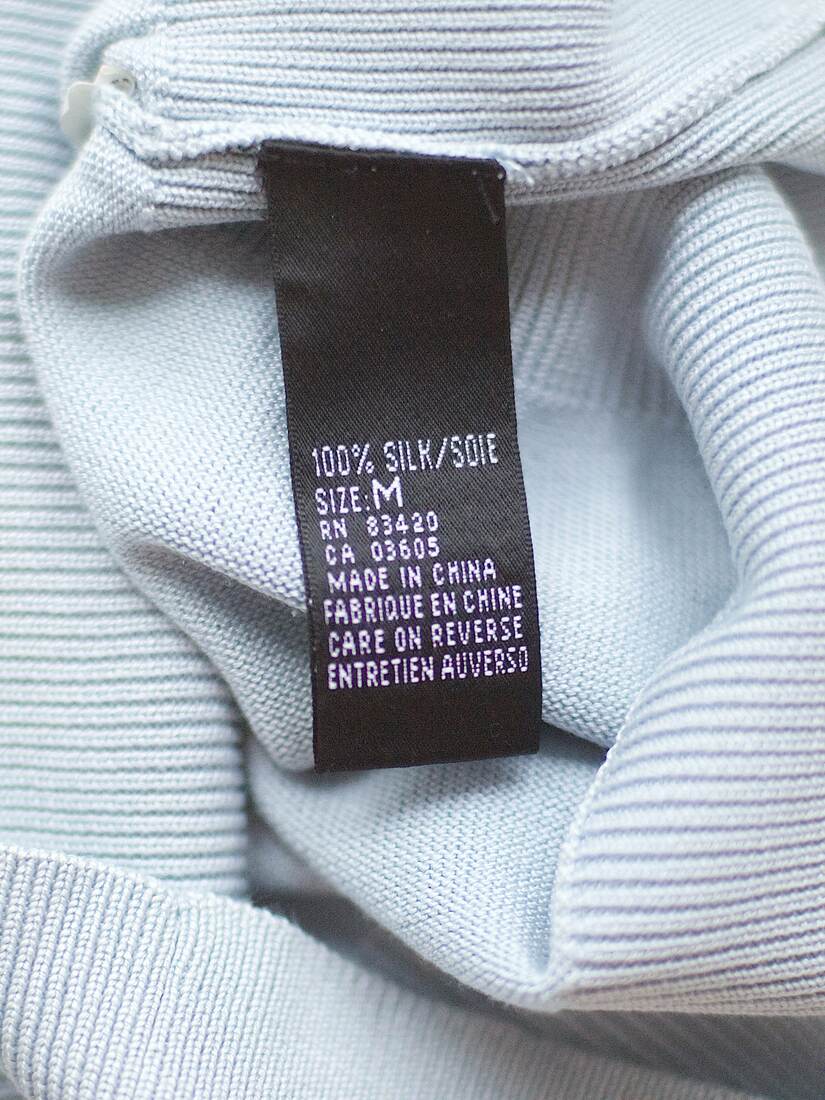 100% SILK/SOIE
SIZE: M
RN 83420
CA 03605
MADE IN CHINA
FABRIQUE EN CHINE
CARE ON REVERSE
ENTRETIEN AUVERSO